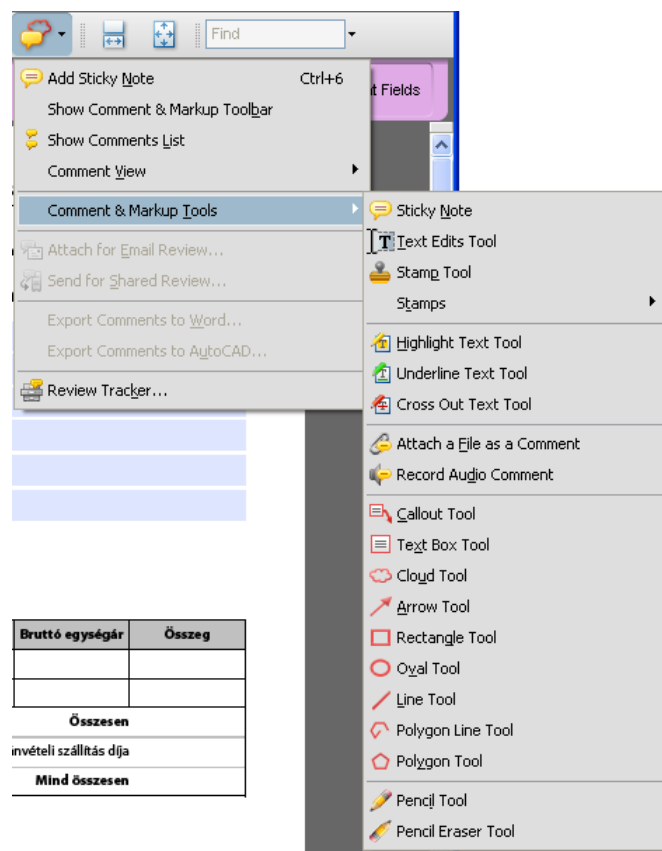 Find
Add Sticky Note Ctrl+6
Show Comment & Markup Toolbar
Show Comments List
Comment View
Comment & Markup Tools
Attach for Email Review...
Send for Shared Review...
Export Comments to Word...
Export Comments to AutoCAD...
Review Tracker...
Fields
Sticky Note
Text Edits Tool
Stamp Tool
Stamps
Highlight Text Tool
Underline Text Tool
Cross Out Text Tool
Attach a File as a Comment
Record Audio Comment
Callout Tool
Text Box Tool
Cloud Tool
Arrow Tool
Rectangle Tool
Oval Tool
Line Tool
Polygon Line Tool
Polygon Tool
Pencil Tool
Pencil Eraser Tool
Bruttó egységár Összeg
Összesen
ánvételi szállítás díja
Mind összesen